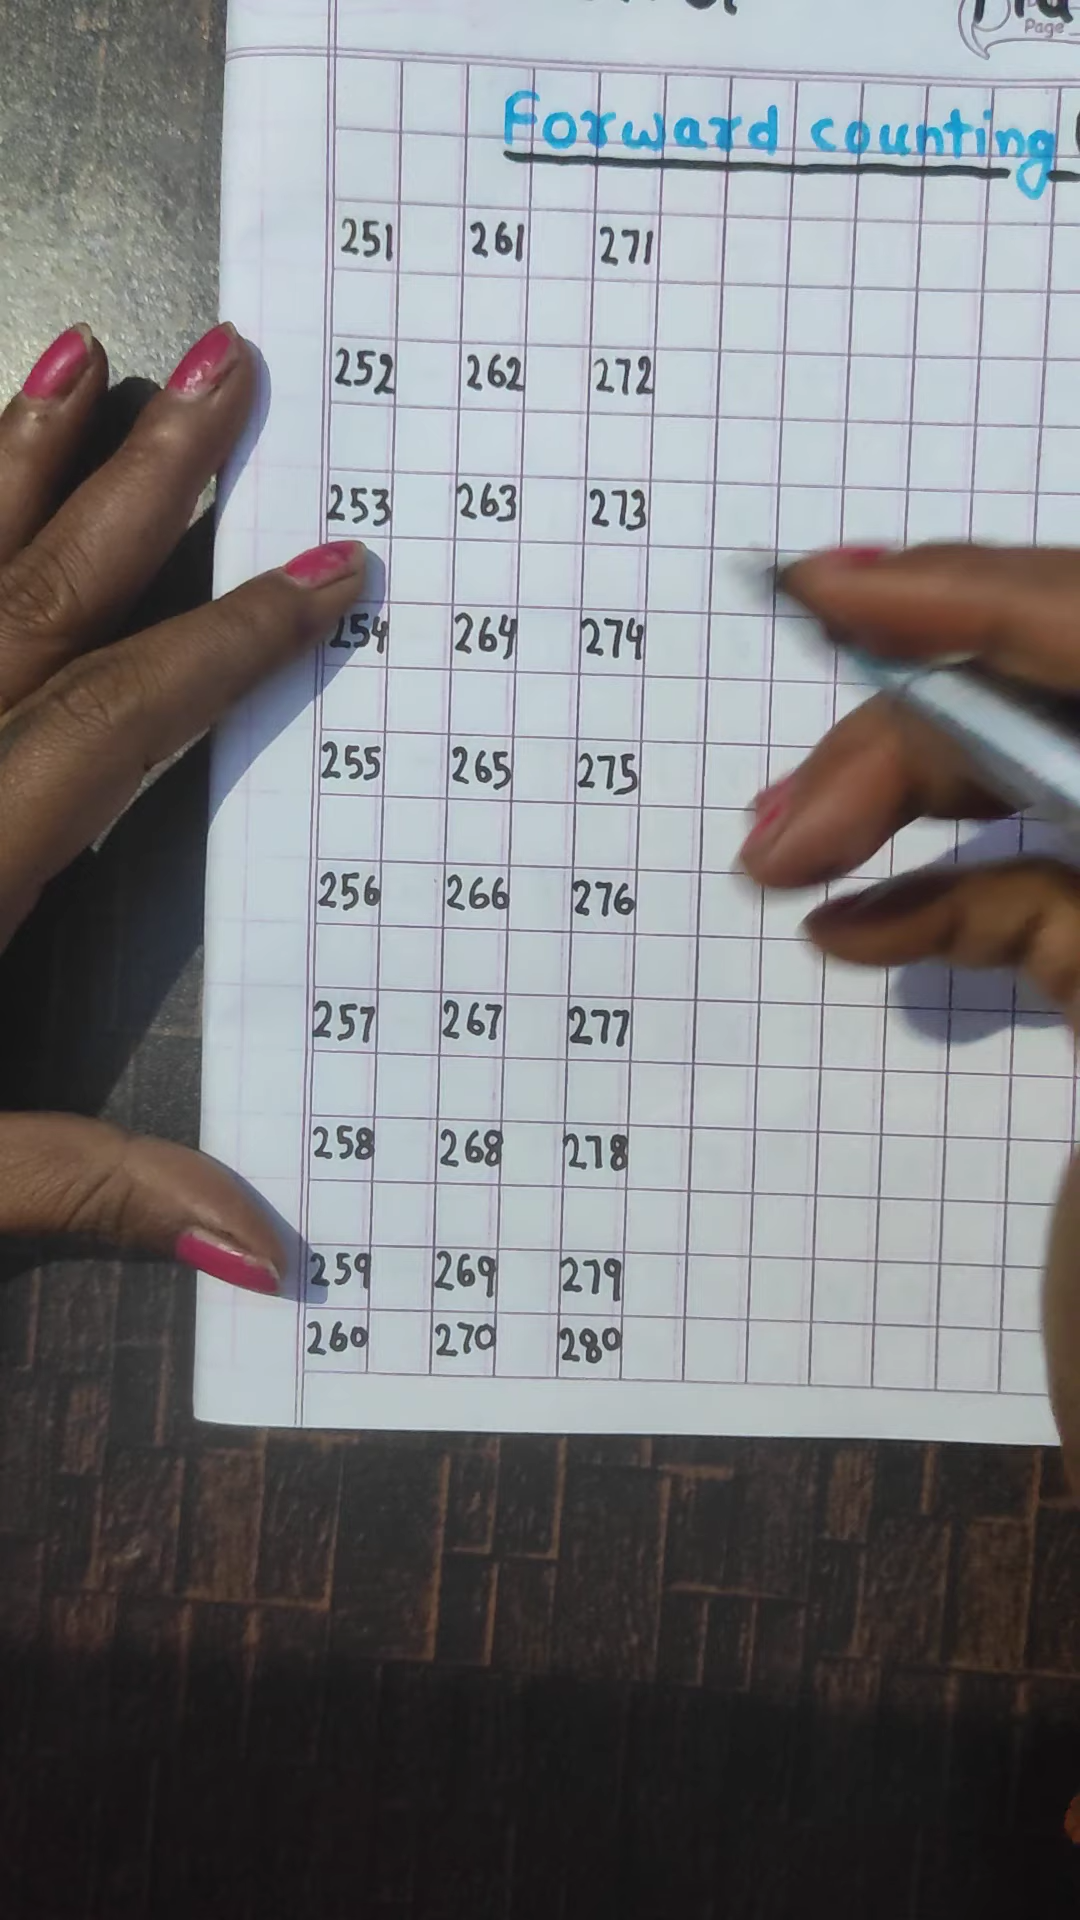 Page
Forward counting
251 261 271
252 262 272
253 263 273
254 264 274
255 265 275
256 266 276
257 267 277
258 268 278
259 269 279
260 270 280